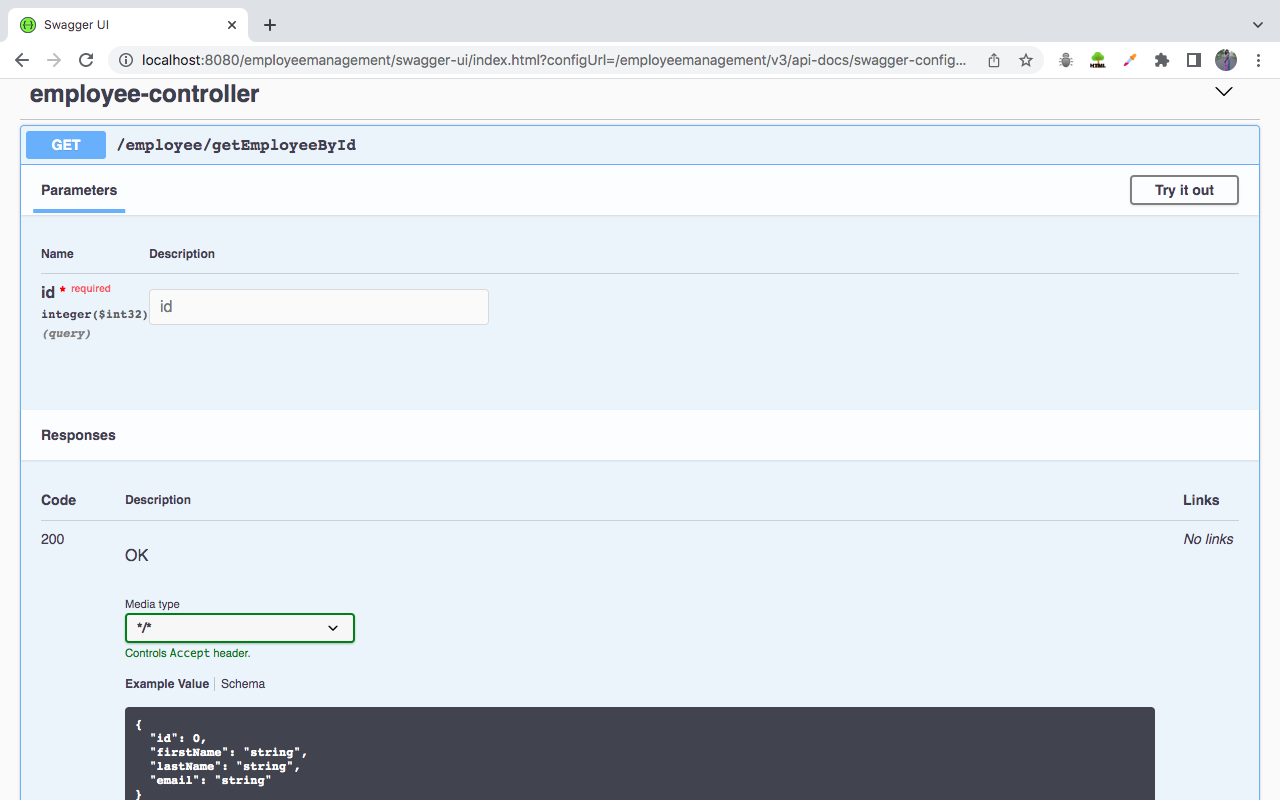 Swagger UI
localhost:8080/employeemanagement/swagger-ui/index.html?configUrl=/employeemanagement/v3/api-docs/swagger-config...
HTML
employee-controller
GET /employee/getEmployeeById
Parameters Try it out
Name Description
id * required
integer($int32)
(query)
id
Responses
Code Description Links
200 OK No links
Media type
*/*
Controls Accept header.
Example Value Schema
{
"id": 0,
"firstName": "string",
"lastName": "string",
"email": "string"
}